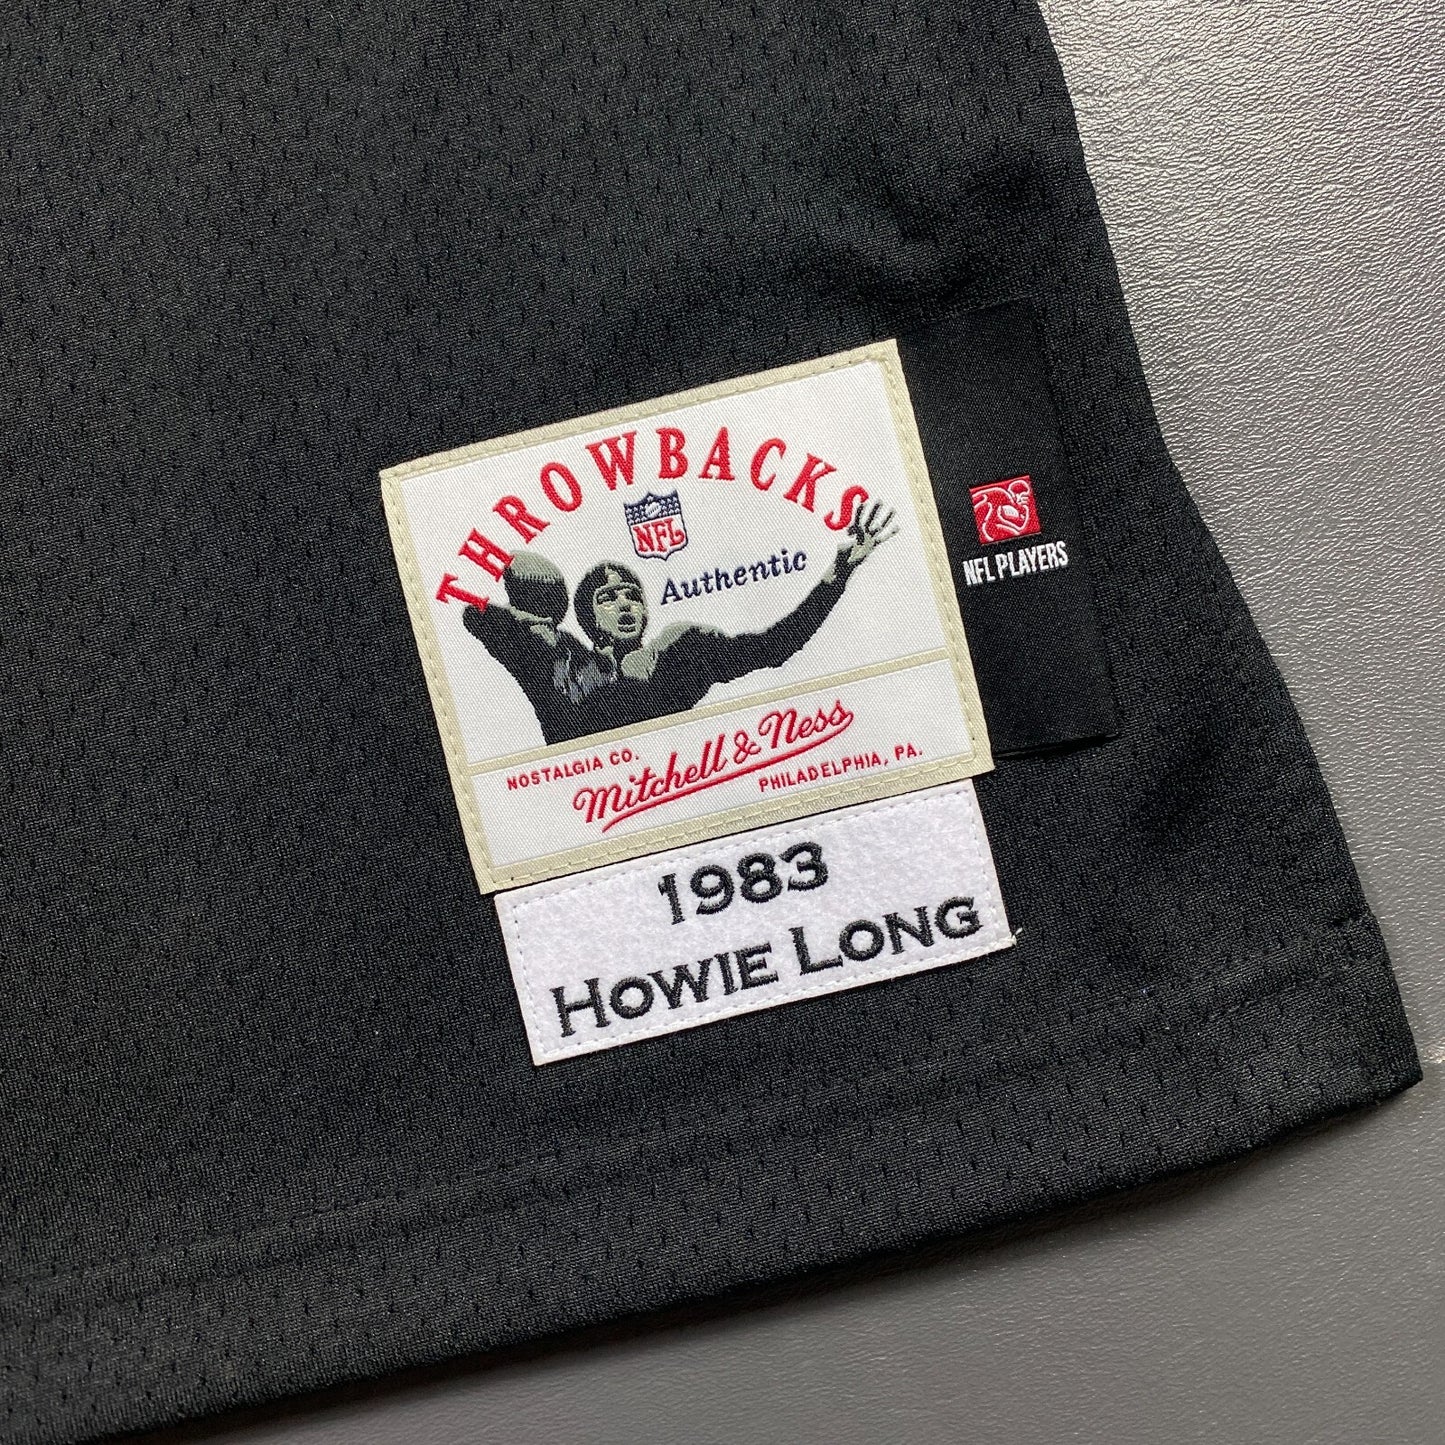 THROWBACKS
NFL
Authentic
NOSTALGIA CO.
Mitchell & Ness
PHILADELPHIA, PA.
NFL PLAYERS
1983
HOWIE LONG